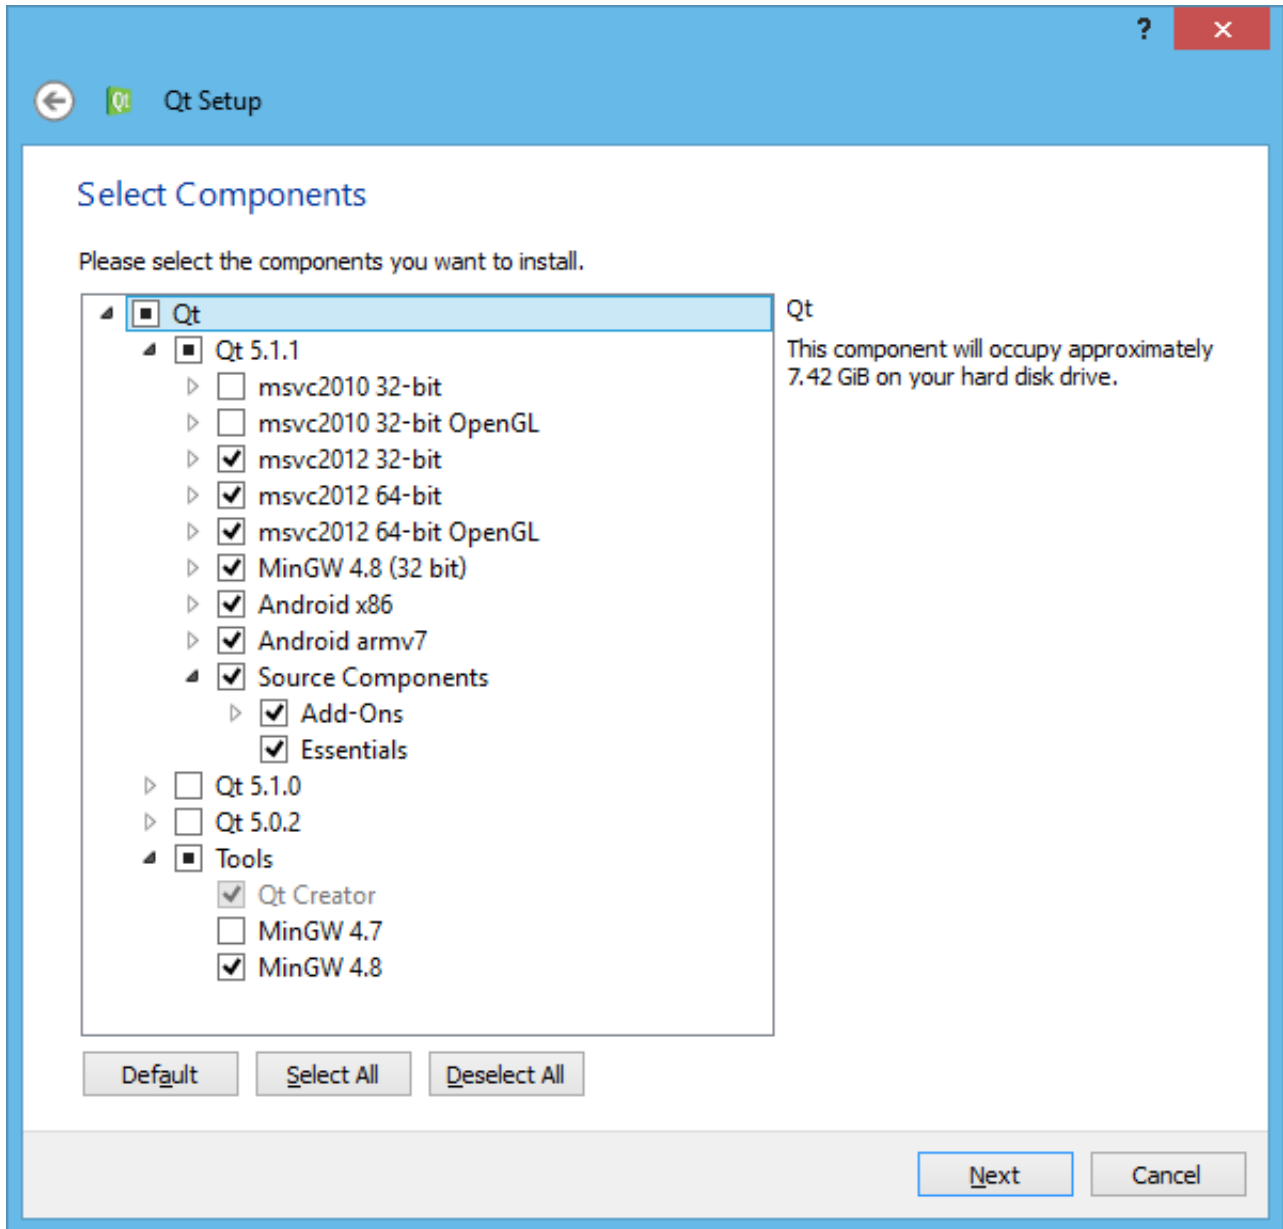 ?
Qt Qt Setup
Select Components
Please select the components you want to install.
Qt
Qt 5.1.1
msvc2010 32-bit
msvc2010 32-bit OpenGL
msvc2012 32-bit
msvc2012 64-bit
msvc2012 64-bit OpenGL
MinGW 4.8 (32 bit)
Android x86
Android armv7
Source Components
Add-Ons
Essentials
Qt 5.1.0
Qt 5.0.2
Tools
Qt Creator
MinGW 4.7
MinGW 4.8
Qt
This component will occupy approximately
7.42 GiB on your hard disk drive.
Default Select All Deselect All
Next Cancel